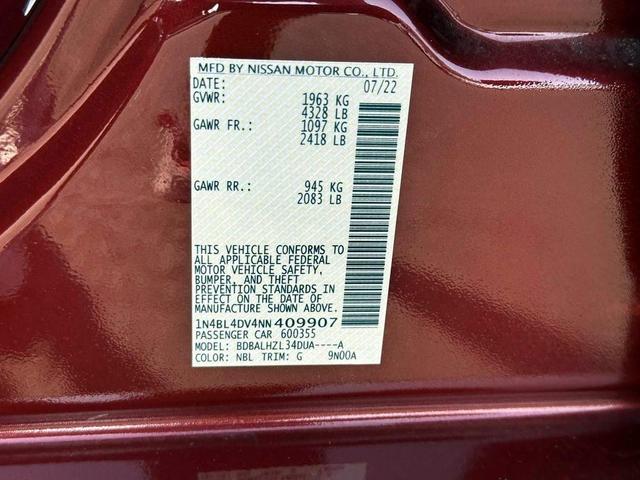 MFD BY NISSAN MOTOR CO., LTD.
DATE: 07/22
GVWR: 1963 KG
4328 LB
GAWR FR.: 1097 KG
2418 LB
GAWR RR.: 945 KG
2083 LB
THIS VEHICLE CONFORMS TO
ALL APPLICABLE FEDERAL
MOTOR VEHICLE SAFETY,
BUMPER, AND THEFT
PREVENTION STANDARDS IN
EFFECT ON THE DATE OF
MANUFACTURE SHOWN ABOVE.
1N4BL4DV4NN409907
PASSENGER CAR 600355
MODEL: BDBALHZL34DUA----A
COLOR: NBL TRIM: G 9N00A